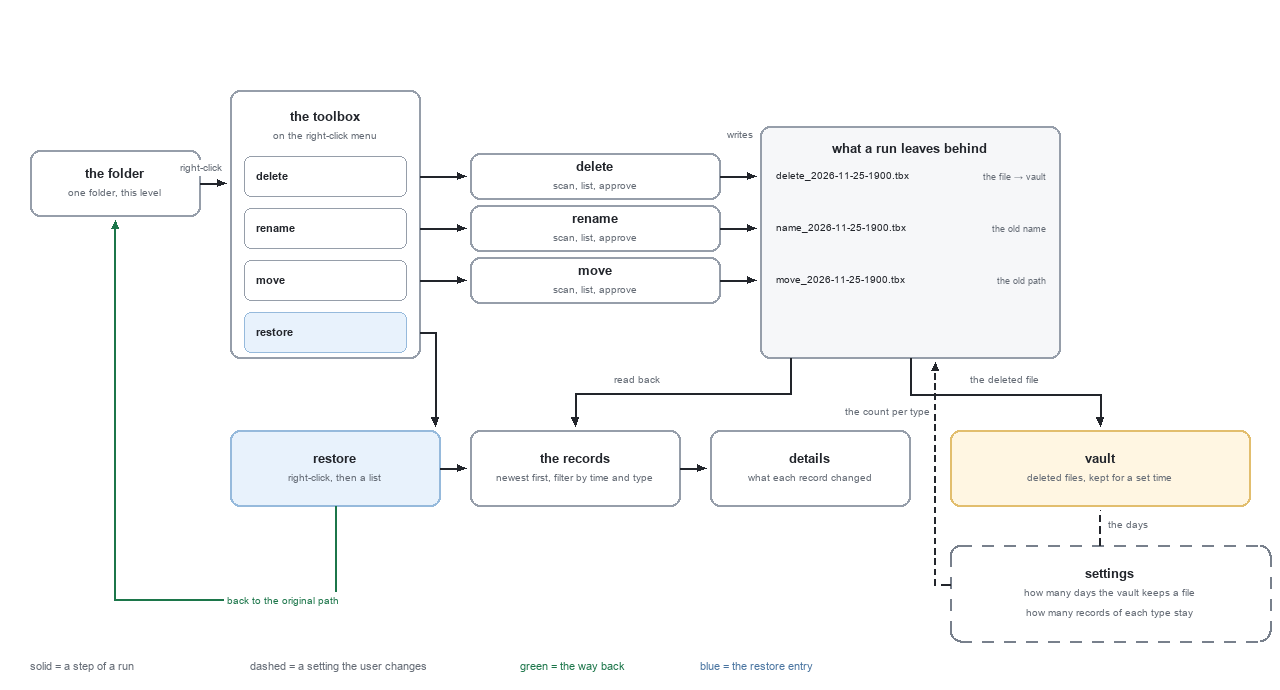 the toolbox
on the right-click menu
the folder
one folder, this level
right-click
delete
rename
move
restore
delete
scan, list, approve
rename
scan, list, approve
move
scan, list, approve
writes
what a run leaves behind
delete_2026-11-25-1900.tbx the file → vault
name_2026-11-25-1900.tbx the old name
move_2026-11-25-1900.tbx the old path
read back
the deleted file
the count per type
restore
right-click, then a list
the records
newest first, filter by time and type
details
what each record changed
vault
deleted files, kept for a set time
the days
settings
how many days the vault keeps a file
how many records of each type stay
back to the original path
solid = a step of a run
dashed = a setting the user changes
green = the way back
blue = the restore entry